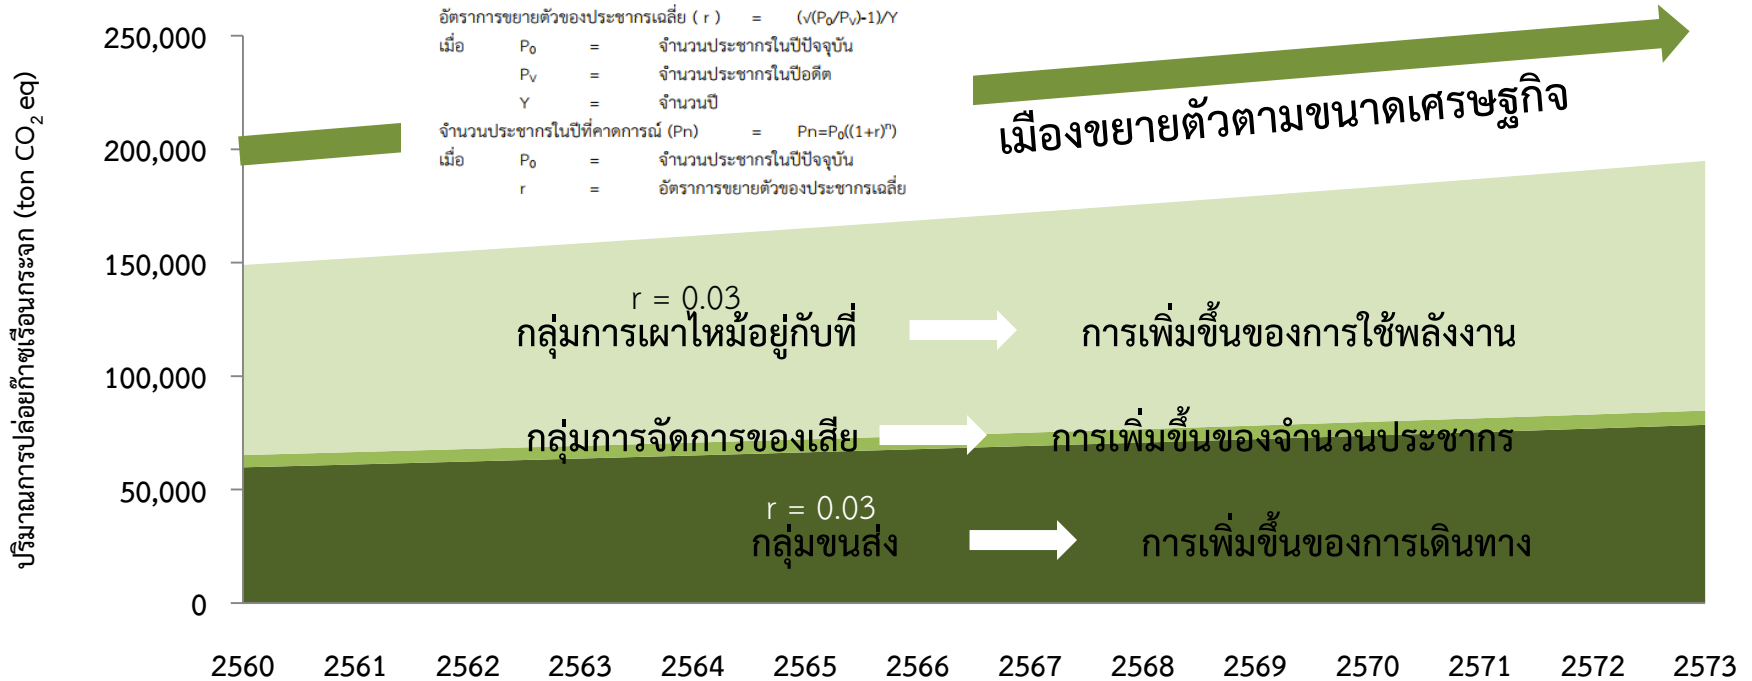 อัตราการขยายตัวของประชากรเฉลี่ย ( r ) = (√(P₀/Pᵥ)-1)/Y
เมื่อ P₀ = จำนวนประชากรในปีปัจจุบัน
Pᵥ = จำนวนประชากรในปีอดีต
Y = จำนวนปี
จำนวนประชากรในปีที่คาดการณ์ (Pn) = Pn=P₀((1+r)ⁿ)
เมื่อ P₀ = จำนวนประชากรในปีปัจจุบัน
r = อัตราการขยายตัวของประชากรเฉลี่ย
เมืองขยายตัวตามขนาดเศรษฐกิจ
ปริมาณการปล่อยก๊าซเรือนกระจก (ton CO₂ eq)
250,000
200,000
150,000
100,000
50,000
0
r = 0.03
กลุ่มการเผาไหม้อยู่กับที่ การเพิ่มขึ้นของการใช้พลังงาน
กลุ่มการจัดการของเสีย การเพิ่มขึ้นของจำนวนประชากร
r = 0.03
กลุ่มขนส่ง การเพิ่มขึ้นของการเดินทาง
2560 2561 2562 2563 2564 2565 2566 2567 2568 2569 2570 2571 2572 2573